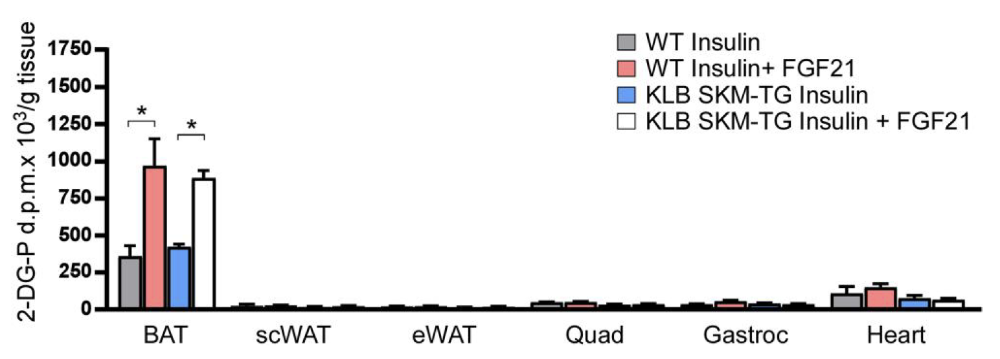 2-DG-P d.p.m.x 10³/g tissue
1750
1500
1250
1000
750
500
250
0
*
*
WT Insulin
WT Insulin+ FGF21
KLB SKM-TG Insulin
KLB SKM-TG Insulin + FGF21
BAT scWAT eWAT Quad Gastroc Heart